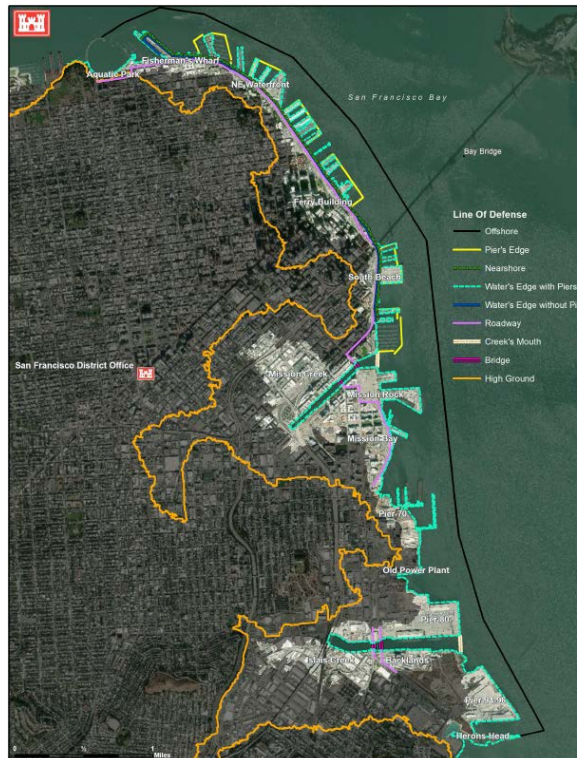 Fisherman's Wharf
Aquatic Park
NE Waterfront
San Francisco Bay
Bay Bridge
Ferry Building
Line Of Defense
Offshore
Pier's Edge
Nearshore
Water's Edge with Piers
Water's Edge without Pi
Roadway
Creek's Mouth
Bridge
High Ground
South Beach
San Francisco District Office
Mission Creek
Mission Rock
Mission Bay
Pier 70
Old Power Plant
Pier 80
Islais Creek
Backlands
Pier 94-96
Herons Head
0 ½ 1
Miles